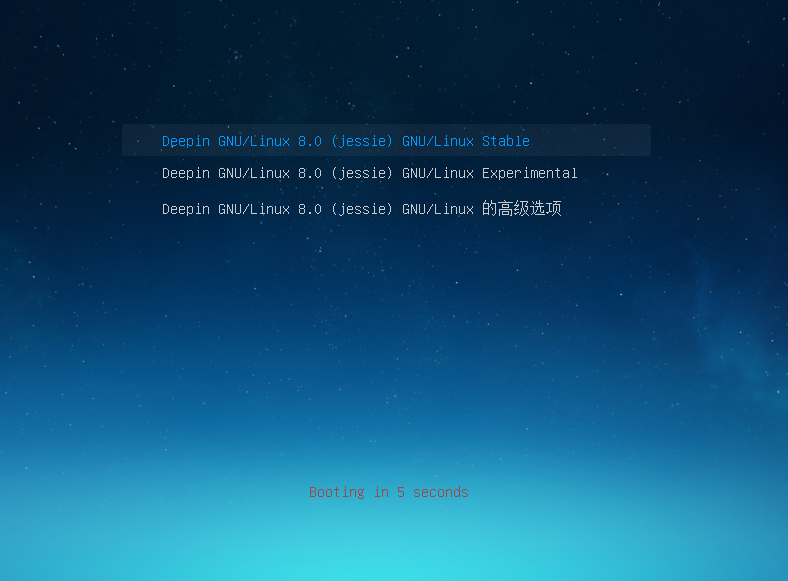 Deepin GNU/Linux 8.0 (jessie) GNU/Linux Stable
Deepin GNU/Linux 8.0 (jessie) GNU/Linux Experimental
Deepin GNU/Linux 8.0 (jessie) GNU/Linux 的高级选项
Booting in 5 seconds